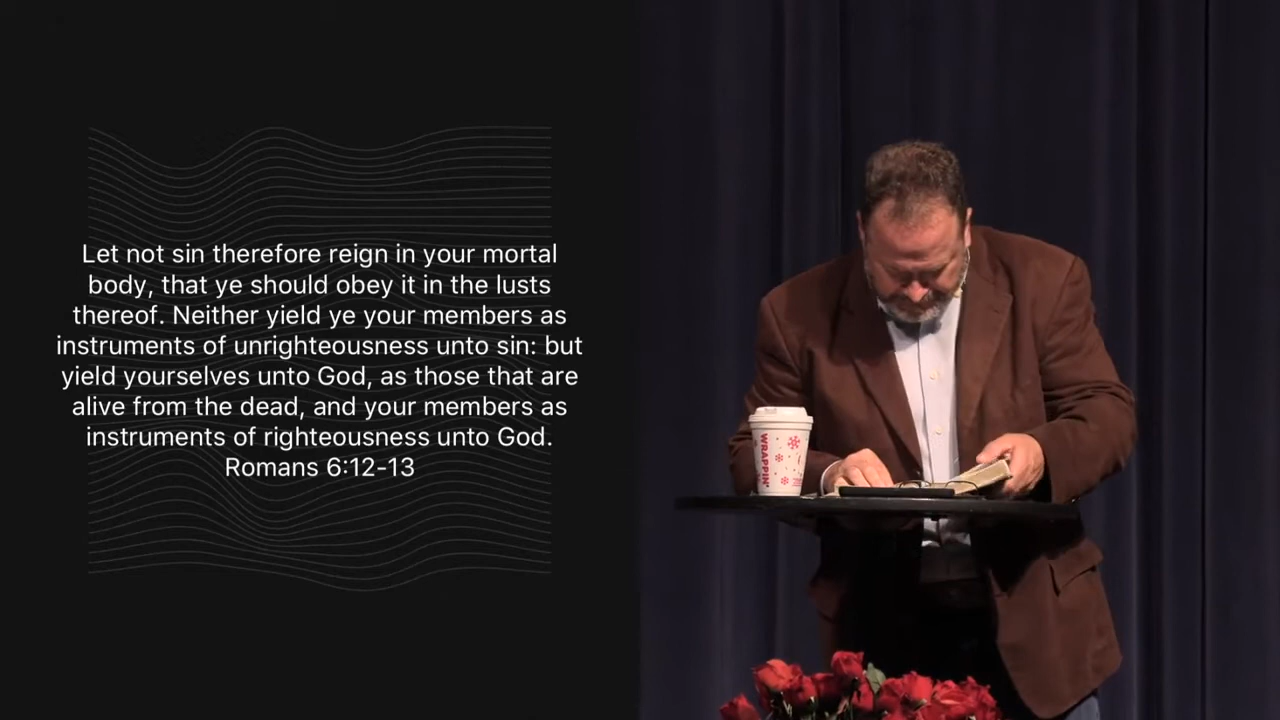 Let not sin therefore reign in your mortal
body, that ye should obey it in the lusts
thereof. Neither yield ye your members as
instruments of unrighteousness unto sin: but
yield yourselves unto God, as those that are
alive from the dead, and your members as
instruments of righteousness unto God.
Romans 6:12-13
WRAPPIN'